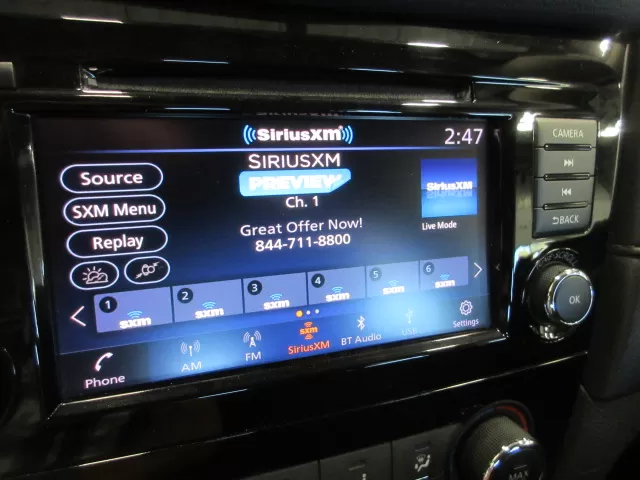 SiriusXM
2:47
CAMERA
Source
SIRIUSXM
PREVIEW
SiriusXM
Ch. 1
SXM Menu
Great Offer Now!
Live Mode
BACK
Replay
844-711-8800
1 2 3 4 5 6
sxm sxm sxm sxm sxm sxm
OK
Phone
AM
FM
sxm
SiriusXM
BT Audio
USB
Settings
MAX